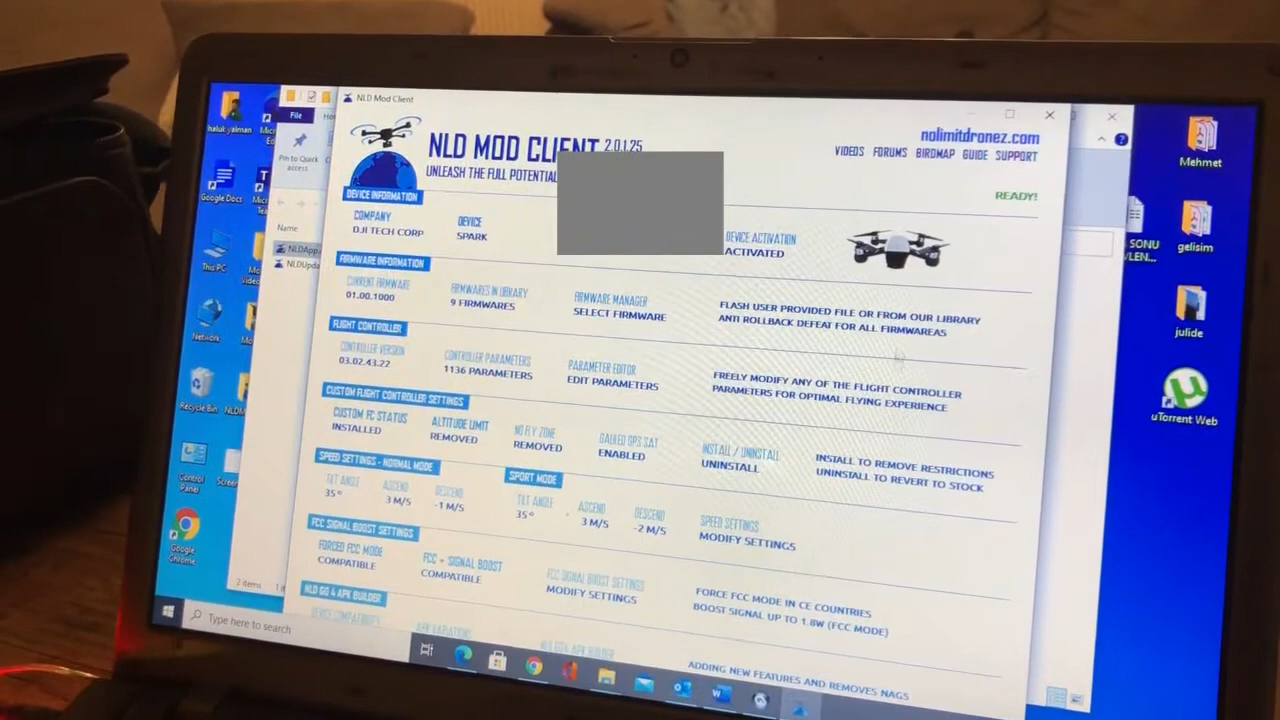 haluk yalman
Google Docs
This PC
Network
Recycle Bin
Control
Panel
Google
Chrome
File
Pin to Quick
access
Name
2 items
NLD Mod Client
NLD MOD CLIENT 2.0.1.25
UNLEASH THE FULL POTENTIAL
nolimitdronez.com
VIDEOS FORUMS BIRDMAP GUIDE SUPPORT
READY!
DEVICE INFORMATION
COMPANY
DJI TECH CORP
DEVICE
SPARK
DEVICE ACTIVATION
ACTIVATED
FIRMWARE INFORMATION
CURRENT FIRMWARE
01.00.1000
FIRMWARES IN LIBRARY
9 FIRMWARES
FIRMWARE MANAGER
SELECT FIRMWARE
FLASH USER PROVIDED FILE OR FROM OUR LIBRARY
ANTI ROLLBACK DEFEAT FOR ALL FIRMWAREAS
FLIGHT CONTROLLER
CONTROLLER VERSION
03.02.43.22
CONTROLLER PARAMETERS
1136 PARAMETERS
PARAMETER EDITOR
EDIT PARAMETERS
FREELY MODIFY ANY OF THE FLIGHT CONTROLLER
PARAMETERS FOR OPTIMAL FLYING EXPERIENCE
CUSTOM FLIGHT CONTROLLER SETTINGS
CUSTOM FC STATUS
INSTALLED
ALTITUDE LIMIT
REMOVED
NO FLY ZONE
REMOVED
GALILEO GPS SAT
ENABLED
INSTALL / UNINSTALL
UNINSTALL
INSTALL TO REMOVE RESTRICTIONS
UNINSTALL TO REVERT TO STOCK
SPEED SETTINGS - NORMAL MODE
TILT ANGLE
35°
ASCEND
3 M/S
DESCEND
-1 M/S
SPORT MODE
TILT ANGLE
35°
ASCEND
3 M/S
DESCEND
-2 M/S
SPEED SETTINGS
MODIFY SETTINGS
FCC SIGNAL BOOST SETTINGS
FORCED FCC MODE
COMPATIBLE
FCC + SIGNAL BOOST
COMPATIBLE
FCC SIGNAL BOOST SETTINGS
MODIFY SETTINGS
FORCE FCC MODE IN CE COUNTRIES
BOOST SIGNAL UP TO 1.8W (FCC MODE)
NLD GO 4 APK BUILDER
ADDING NEW FEATURES AND REMOVES NAGS
Type here to search
Mehmet
SONU
gelisim
julide
uTorrent Web